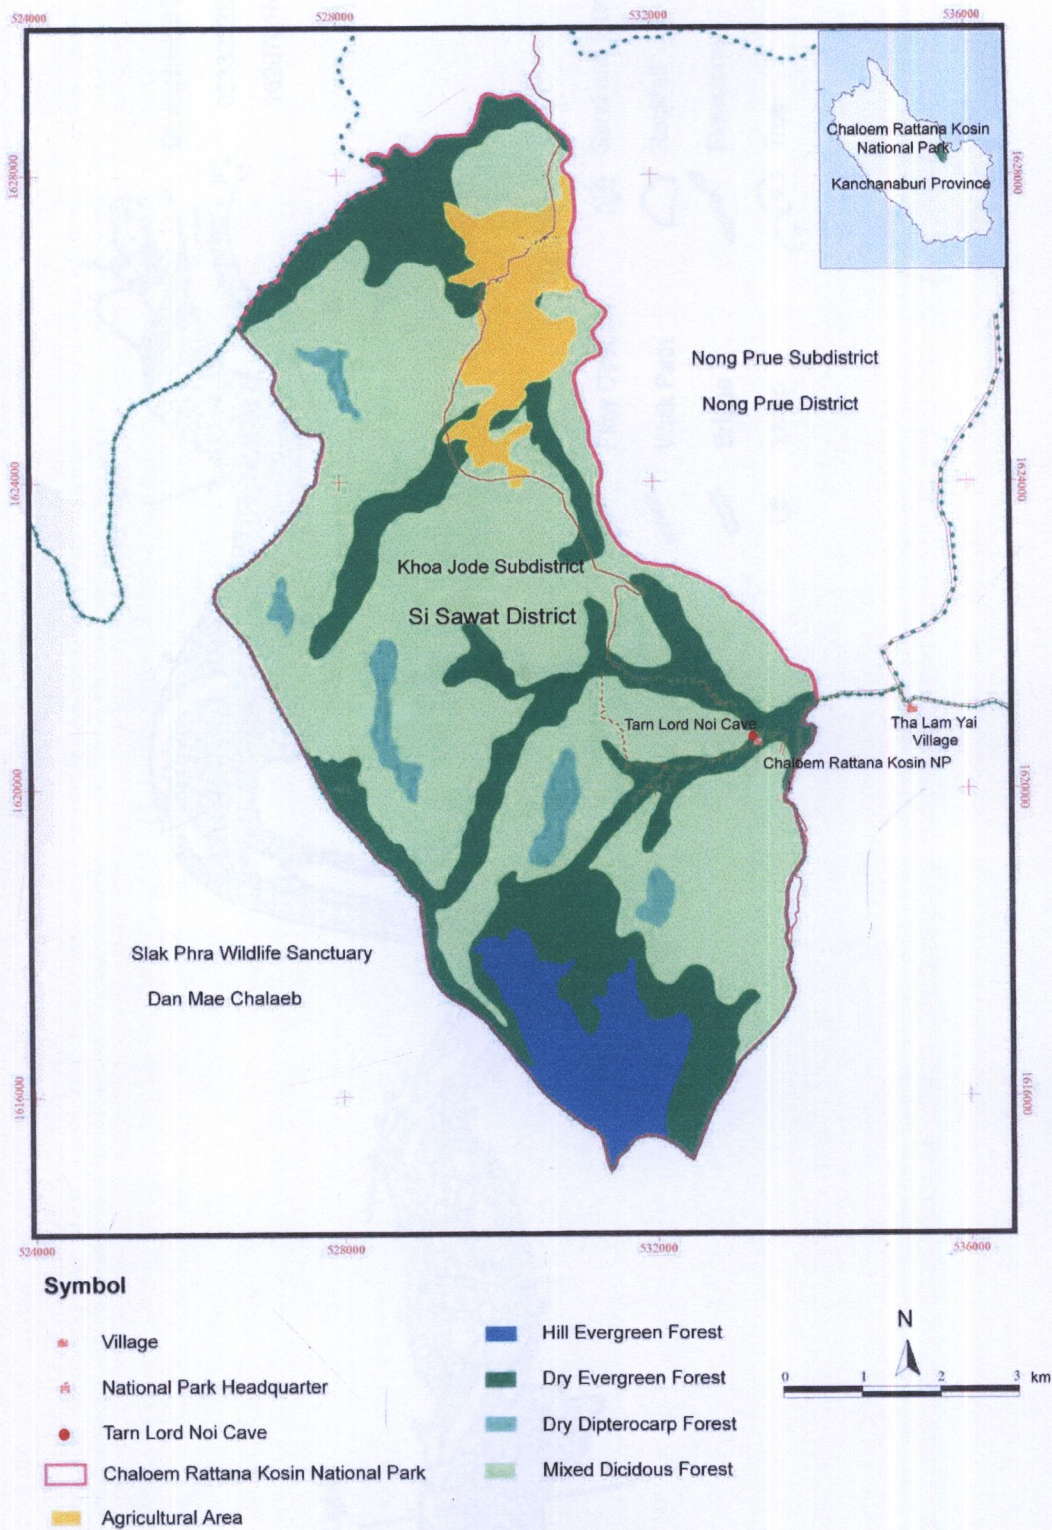 524000
528000
532000
536000
Chaloem Rattana Kosin
National Park
Kanchanaburi Province
1628000
1628000
Nong Prue Subdistrict
Nong Prue District
1624000
1624000
Khoa Jode Subdistrict
Si Sawat District
Tarn Lord Noi Cave
Tha Lam Yai
Village
Chaloem Rattana Kosin NP
1620000
1620000
Slak Phra Wildlife Sanctuary
Dan Mae Chalaeb
1616000
1616000
524000
528000
532000
536000
Symbol
Village
National Park Headquarter
Tarn Lord Noi Cave
Chaloem Rattana Kosin National Park
Agricultural Area
Hill Evergreen Forest
Dry Evergreen Forest
Dry Dipterocarp Forest
Mixed Dicidous Forest
N
0 1 2 3 km